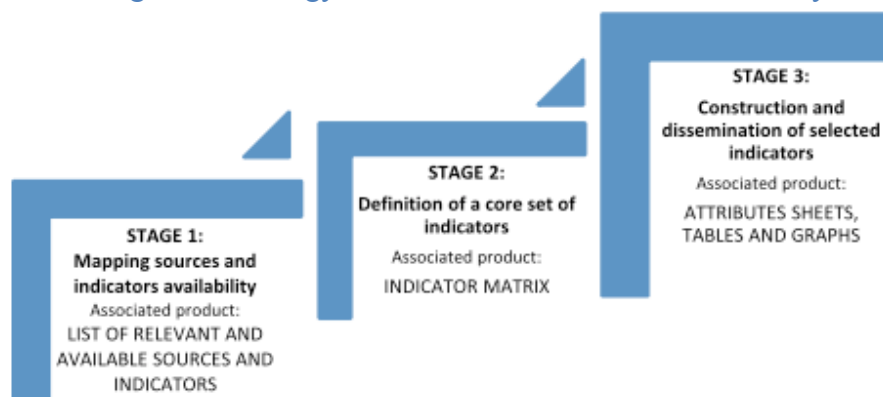 STAGE 1:
Mapping sources and
indicators availability
Associated product:
LIST OF RELEVANT AND
AVAILABLE SOURCES AND
INDICATORS
STAGE 2:
Definition of a core set of
indicators
Associated product:
INDICATOR MATRIX
STAGE 3:
Construction and
dissemination of selected
indicators
Associated product:
ATTRIBUTES SHEETS,
TABLES AND GRAPHS